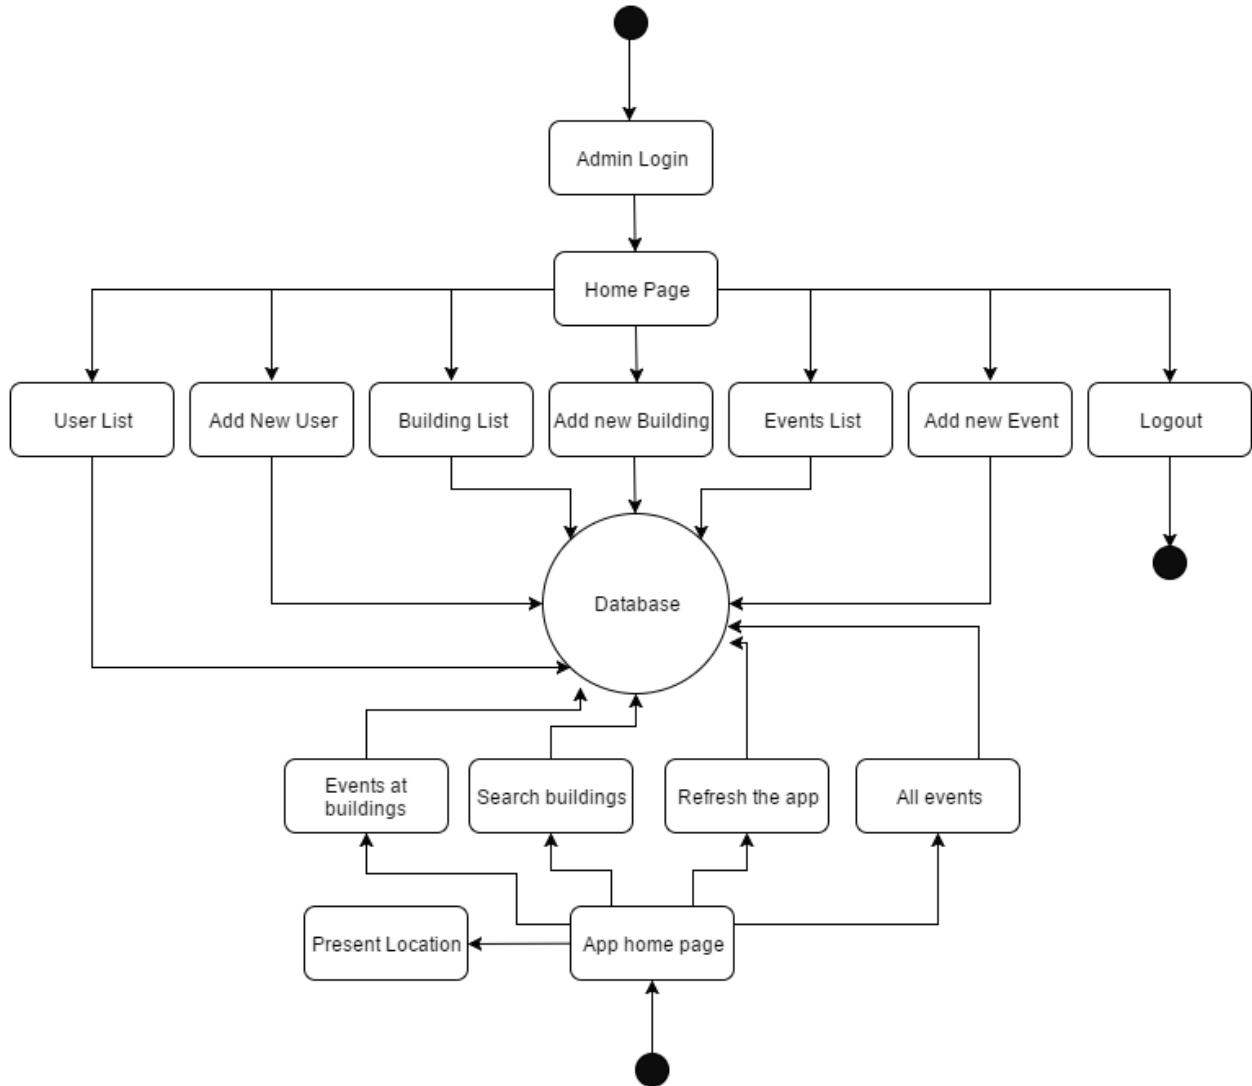 Admin Login
Home Page
User List
Add New User
Building List
Add new Building
Events List
Add new Event
Logout
Database
Events at
buildings
Search buildings
Refresh the app
All events
Present Location
App home page